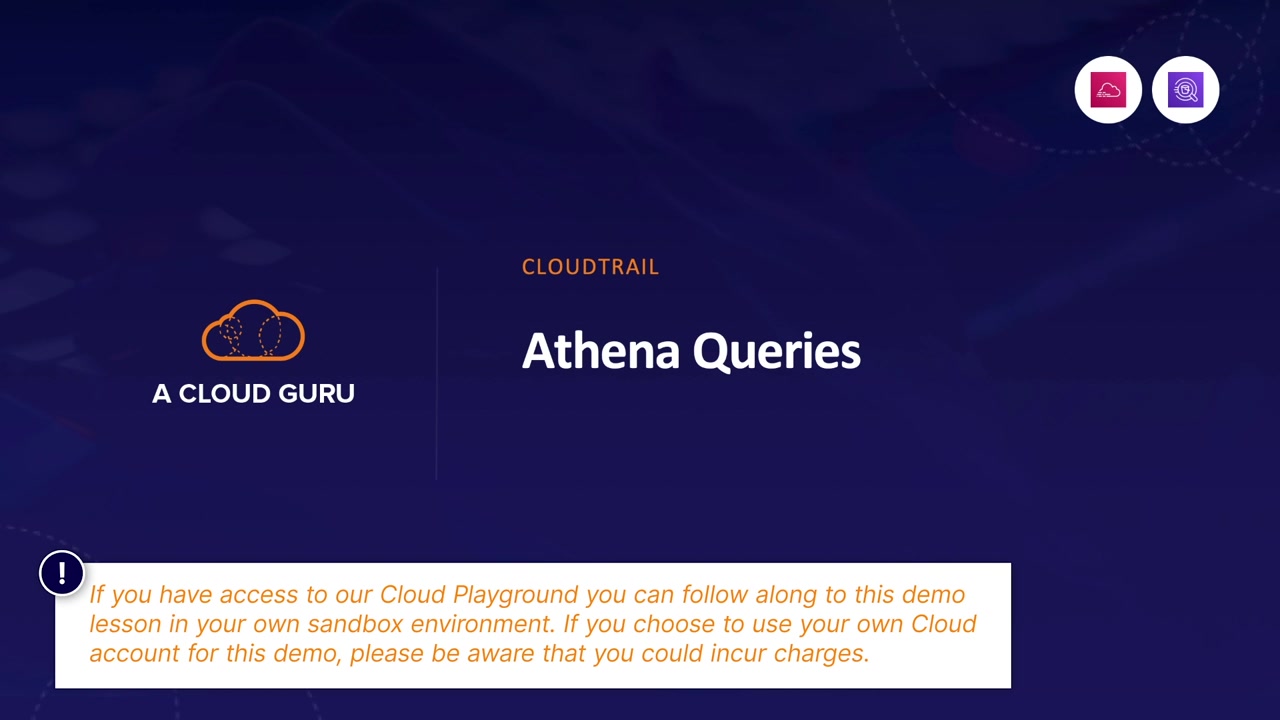 CLOUDTRAIL
Athena Queries
A CLOUD GURU
!
If you have access to our Cloud Playground you can follow along to this demo
lesson in your own sandbox environment. If you choose to use your own Cloud
account for this demo, please be aware that you could incur charges.